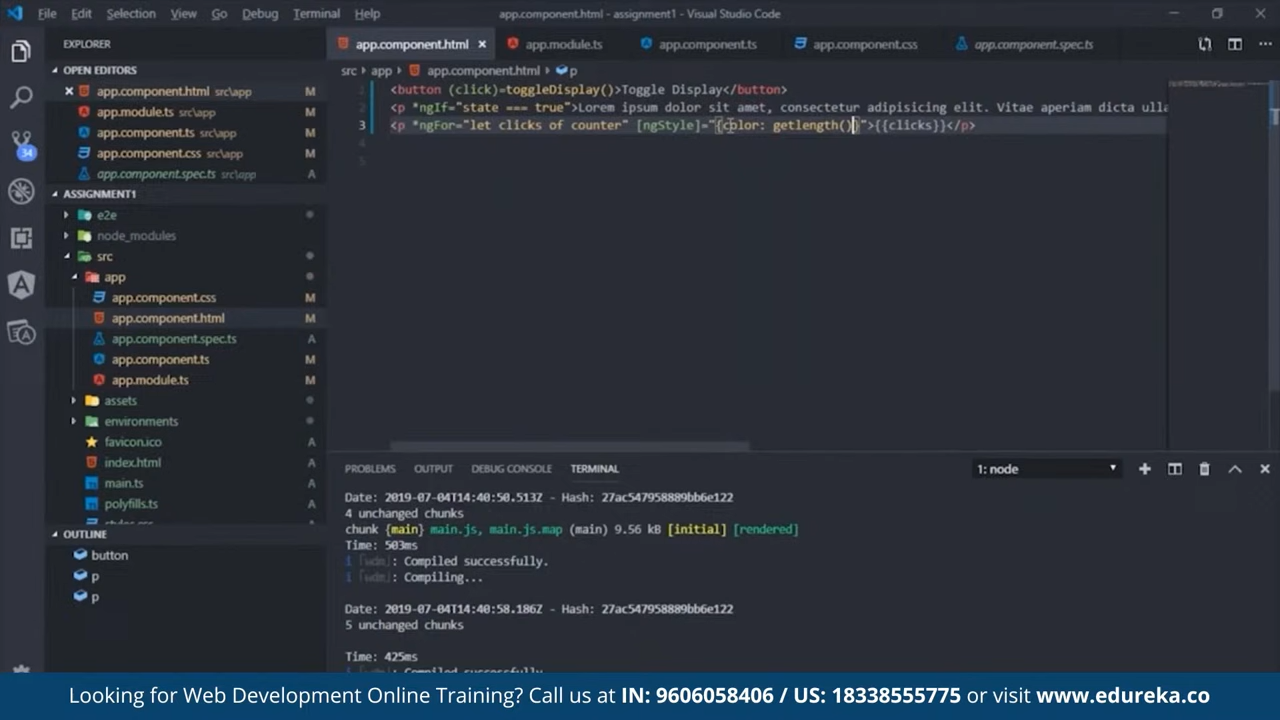 File Edit Selection View Go Debug Terminal Help app.component.html - assignment1 - Visual Studio Code
EXPLORER
OPEN EDITORS
app.component.html src\app M
app.module.ts src\app M
app.component.ts src\app M
app.component.css src\app M
app.component.spec.ts src\app A
34
ASSIGNMENT1
e2e
node_modules
src
app
app.component.css M
app.component.html M
app.component.spec.ts A
app.component.ts M
app.module.ts M
assets
environments
favicon.ico A
index.html A
main.ts A
polyfills.ts A
styles.css
OUTLINE
button
p
p
app.component.html app.module.ts app.component.ts app.component.css app.component.spec.ts
src app app.component.html p
1 <button (click)=toggleDisplay()>Toggle Display</button>
2 <p *ngIf="state === true">Lorem ipsum dolor sit amet, consectetur adipisicing elit. Vitae aperiam dicta ulla
3 <p *ngFor="let clicks of counter" [ngStyle]="{color: getlength()}">{{clicks}}</p>
4
5
PROBLEMS OUTPUT DEBUG CONSOLE TERMINAL 1: node
Date: 2019-07-04T14:40:50.513Z - Hash: 27ac547958889bb6e122
4 unchanged chunks
chunk {main} main.js, main.js.map (main) 9.56 kB [initial] [rendered]
Time: 503ms
i ｢wdm｣: Compiled successfully.
i ｢wdm｣: Compiling...
Date: 2019-07-04T14:40:58.186Z - Hash: 27ac547958889bb6e122
5 unchanged chunks
Time: 425ms
i ｢wdm｣: Compiled successfully.
Looking for Web Development Online Training? Call us at IN: 9606058406 / US: 18338555775 or visit www.edureka.co